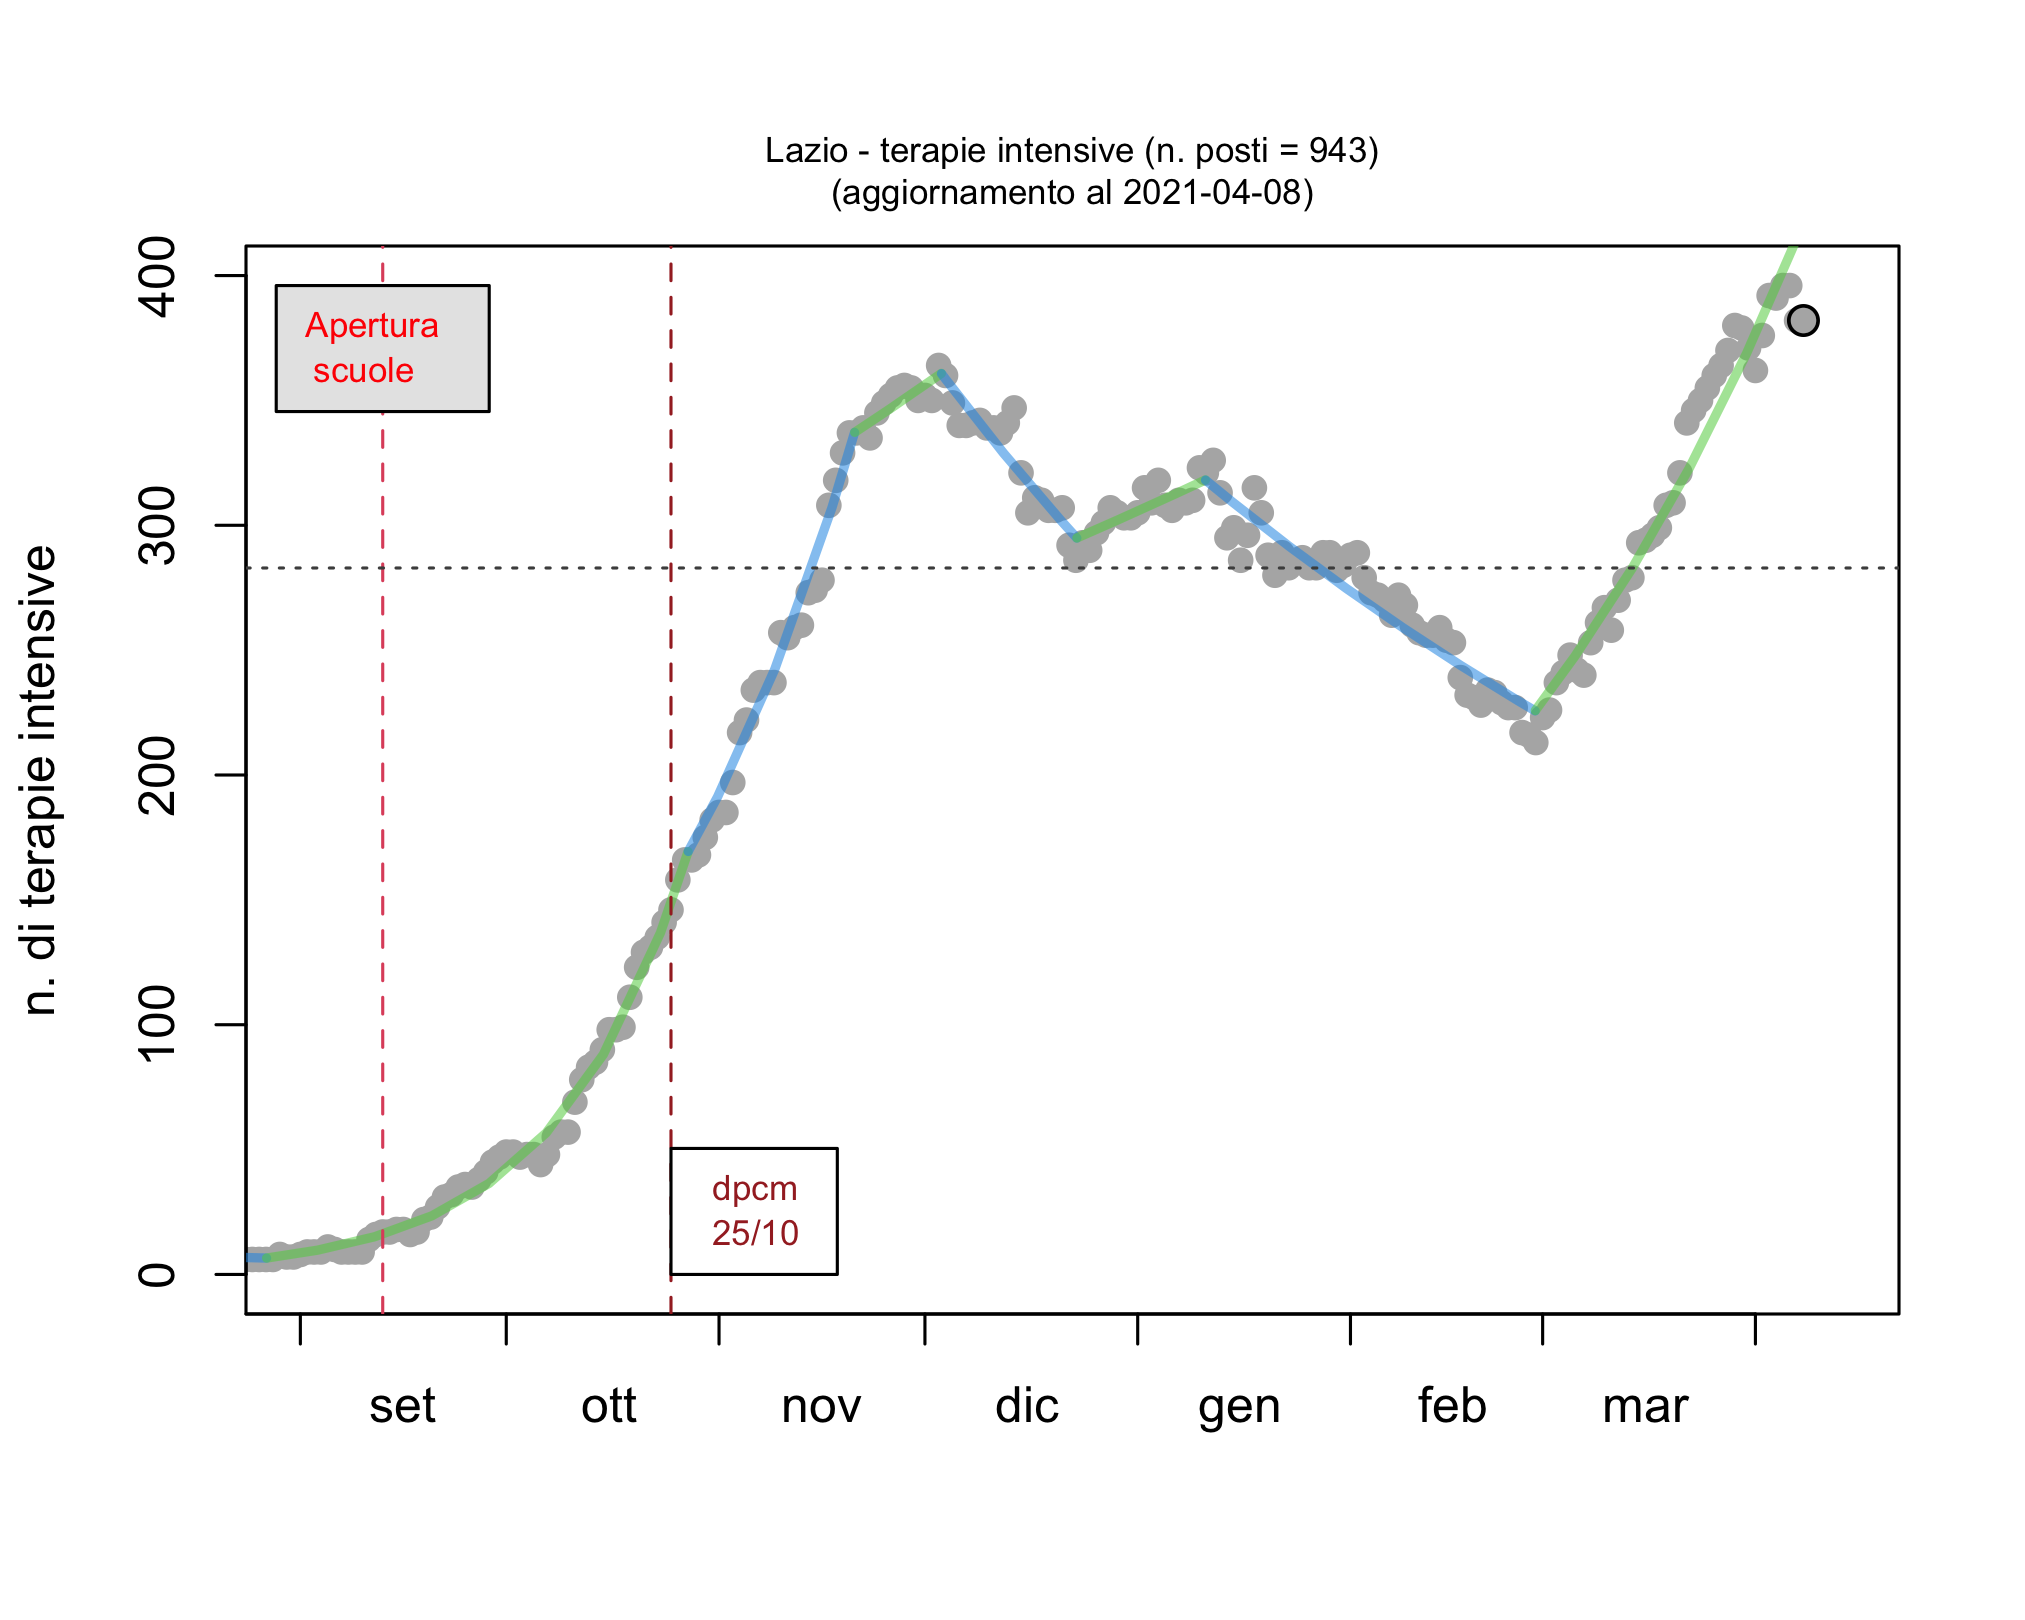 Lazio - terapie intensive (n. posti = 943)
(aggiornamento al 2021-04-08)
n. di terapie intensive
400
300
200
100
0
Apertura
scuole
dpcm
25/10
set ott nov dic gen feb mar